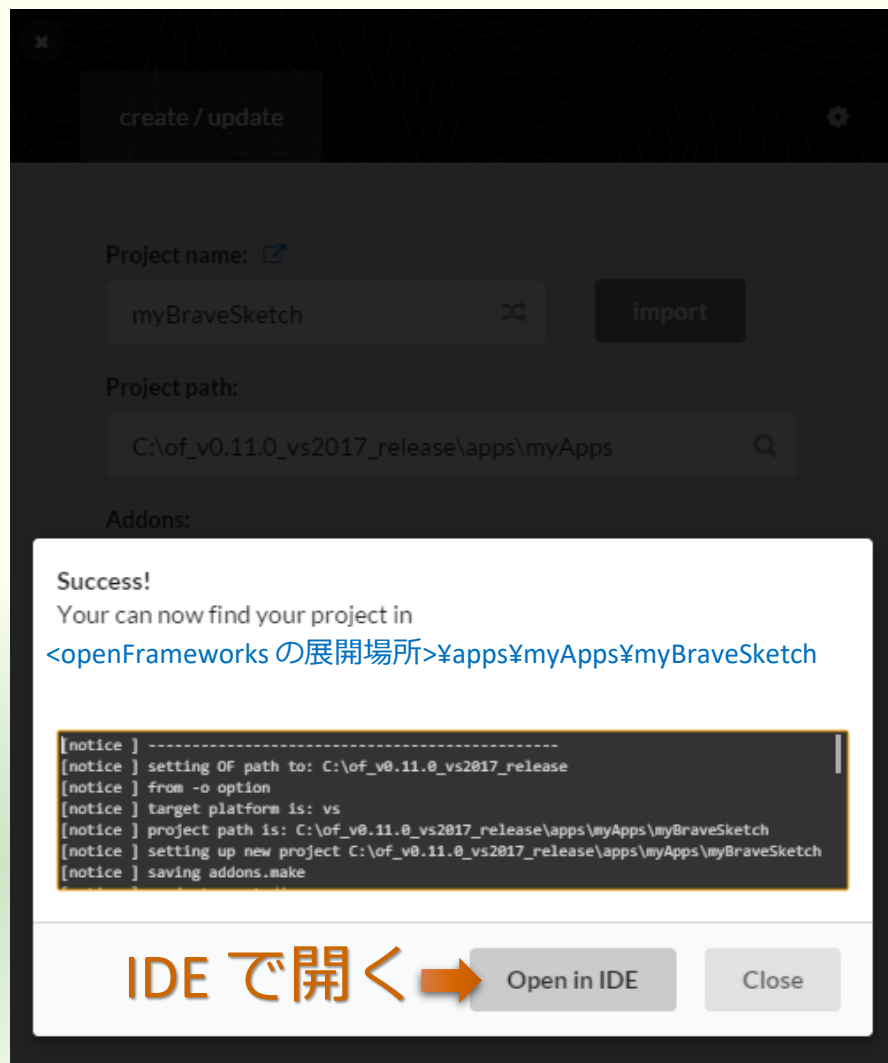 create / update
Project name:
myBraveSketch
import
Project path:
C:\of_v0.11.0_vs2017_release\apps\myApps
Addons:
Success!
Your can now find your project in
<openFrameworks の展開場所>¥apps¥myApps¥myBraveSketch
[notice ] -----------------------------------------------
[notice ] setting OF path to: C:\of_v0.11.0_vs2017_release
[notice ] from -o option
[notice ] target platform is: vs
[notice ] project path is: C:\of_v0.11.0_vs2017_release\apps\myApps\myBraveSketch
[notice ] setting up new project C:\of_v0.11.0_vs2017_release\apps\myApps\myBraveSketch
[notice ] saving addons.make
IDE で開く
Open in IDE
Close